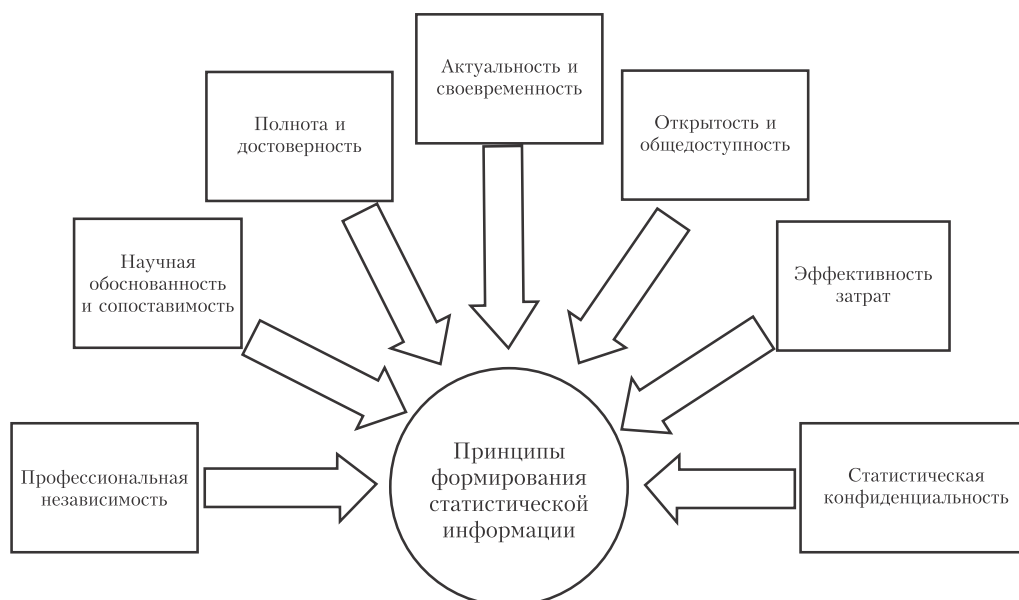 Актуальность и
своевременность
Полнота и
достоверность
Открытость и
общедоступность
Научная
обоснованность
и сопоставимость
Эффективность
затрат
Профессиональная
независимость
Принципы
формирования
статистической
информации
Статистическая
конфиденциальность